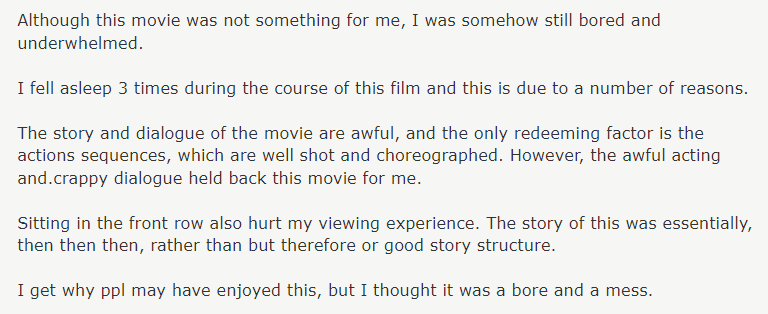 Although this movie was not something for me, I was somehow still bored and
underwhelmed.
I fell asleep 3 times during the course of this film and this is due to a number of reasons.
The story and dialogue of the movie are awful, and the only redeeming factor is the
actions sequences, which are well shot and choreographed. However, the awful acting
and.crappy dialogue held back this movie for me.
Sitting in the front row also hurt my viewing experience. The story of this was essentially,
then then then, rather than but therefore or good story structure.
I get why ppl may have enjoyed this, but I thought it was a bore and a mess.